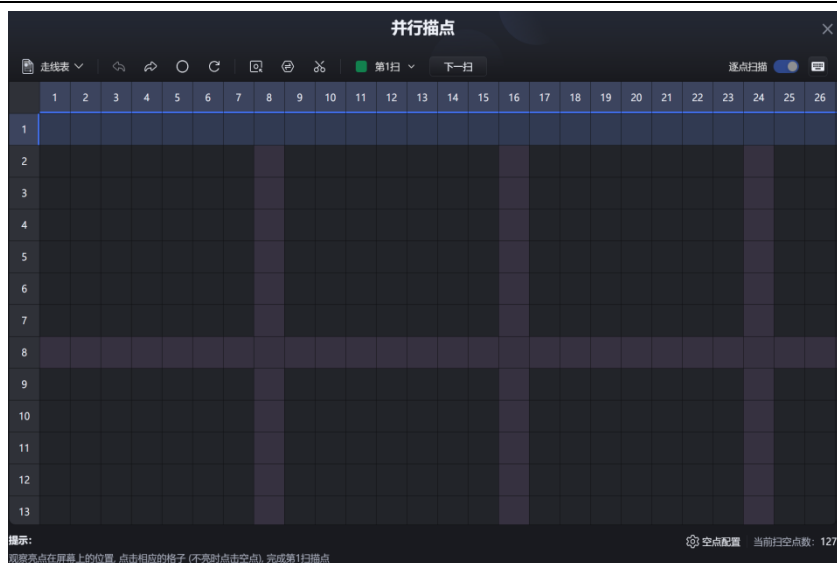 并行描点
走线表 第1扫 下一扫 逐点扫描
1 2 3 4 5 6 7 8 9 10 11 12 13 14 15 16 17 18 19 20 21 22 23 24 25 26
1
2
3
4
5
6
7
8
9
10
11
12
13
提示: 空点配置 当前扫空点数: 127
观察亮点在屏幕上的位置, 点击相应的格子 (不亮时点击空点), 完成第1扫描点